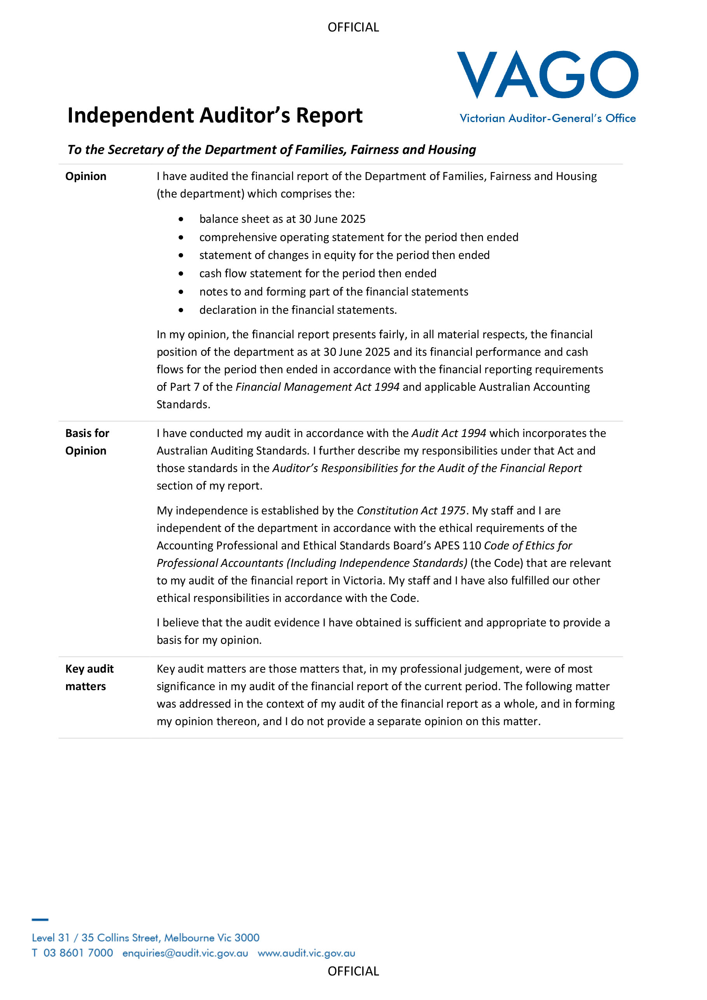 OFFICIAL
VAGO
Victorian Auditor-General's Office
Independent Auditor’s Report
To the Secretary of the Department of Families, Fairness and Housing
Opinion
I have audited the financial report of the Department of Families, Fairness and Housing
(the department) which comprises the:
• balance sheet as at 30 June 2025
• comprehensive operating statement for the period then ended
• statement of changes in equity for the period then ended
• cash flow statement for the period then ended
• notes to and forming part of the financial statements
• declaration in the financial statements.
In my opinion, the financial report presents fairly, in all material respects, the financial
position of the department as at 30 June 2025 and its financial performance and cash
flows for the period then ended in accordance with the financial reporting requirements
of Part 7 of the Financial Management Act 1994 and applicable Australian Accounting
Standards.
Basis for
Opinion
I have conducted my audit in accordance with the Audit Act 1994 which incorporates the
Australian Auditing Standards. I further describe my responsibilities under that Act and
those standards in the Auditor’s Responsibilities for the Audit of the Financial Report
section of my report.
My independence is established by the Constitution Act 1975. My staff and I are
independent of the department in accordance with the ethical requirements of the
Accounting Professional and Ethical Standards Board’s APES 110 Code of Ethics for
Professional Accountants (Including Independence Standards) (the Code) that are relevant
to my audit of the financial report in Victoria. My staff and I have also fulfilled our other
ethical responsibilities in accordance with the Code.
I believe that the audit evidence I have obtained is sufficient and appropriate to provide a
basis for my opinion.
Key audit
matters
Key audit matters are those matters that, in my professional judgement, were of most
significance in my audit of the financial report of the current period. The following matter
was addressed in the context of my audit of the financial report as a whole, and in forming
my opinion thereon, and I do not provide a separate opinion on this matter.
Level 31 / 35 Collins Street, Melbourne Vic 3000
T 03 8601 7000 enquiries@audit.vic.gov.au www.audit.vic.gov.au
OFFICIAL